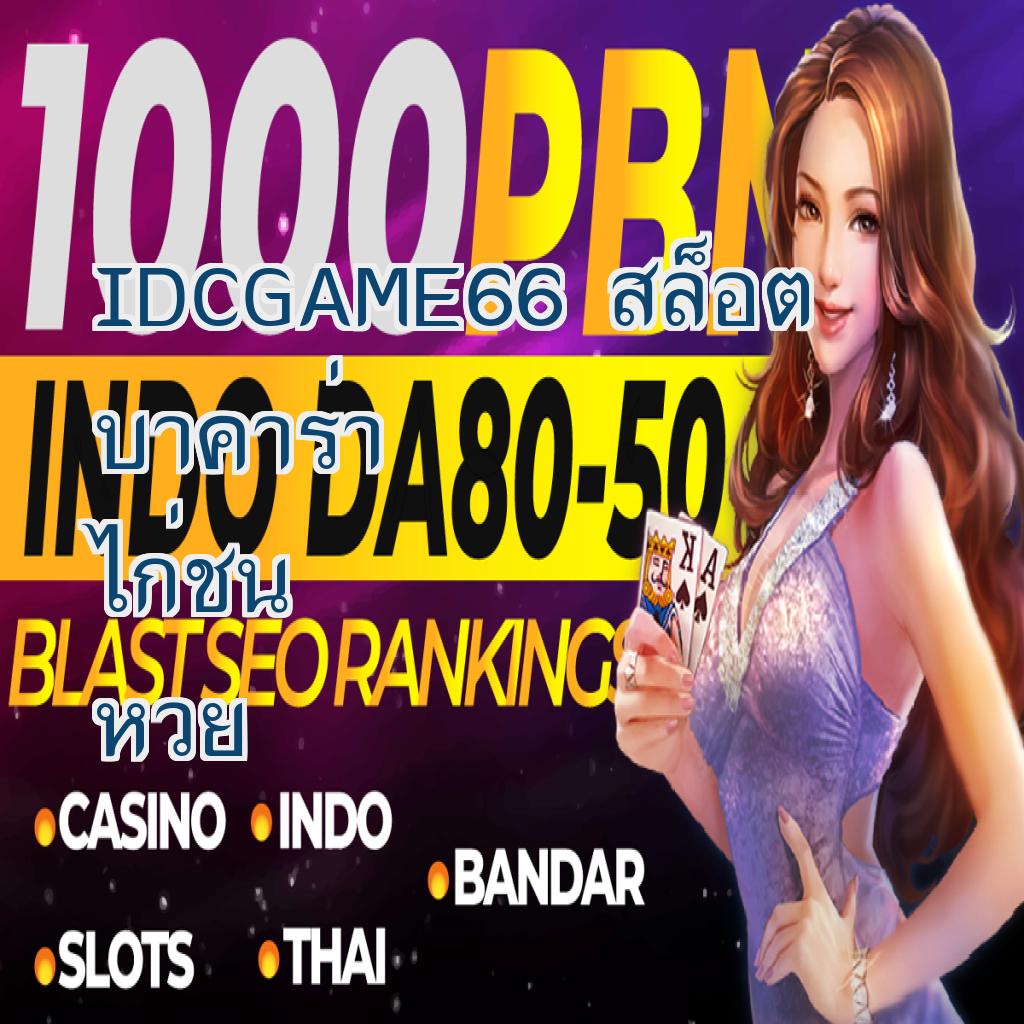 1000PBN
IDCGAME66 สล็อต
บาคาร่า
INDO DA80-50
ไก่ชน
BLAST SEO RANKINGS
หวย
CASINO
INDO
BANDAR
SLOTS
THAI
K A